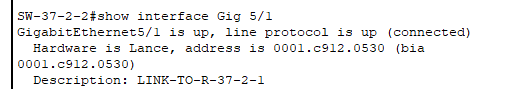 SW-37-2-2#show interface Gig 5/1
GigabitEthernet5/1 is up, line protocol is up (connected)
Hardware is Lance, address is 0001.c912.0530 (bia
0001.c912.0530)
Description: LINK-TO-R-37-2-1